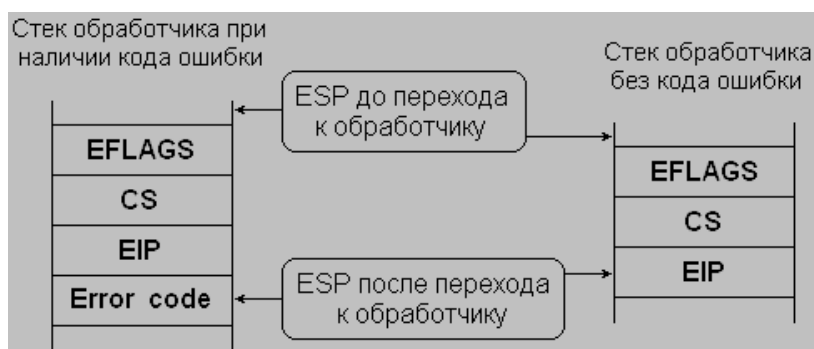 Стек обработчика при
наличии кода ошибки
Стек обработчика
без кода ошибки
ESP до перехода
к обработчику
EFLAGS
CS
EIP
Error code
EFLAGS
CS
EIP
ESP после перехода
к обработчику